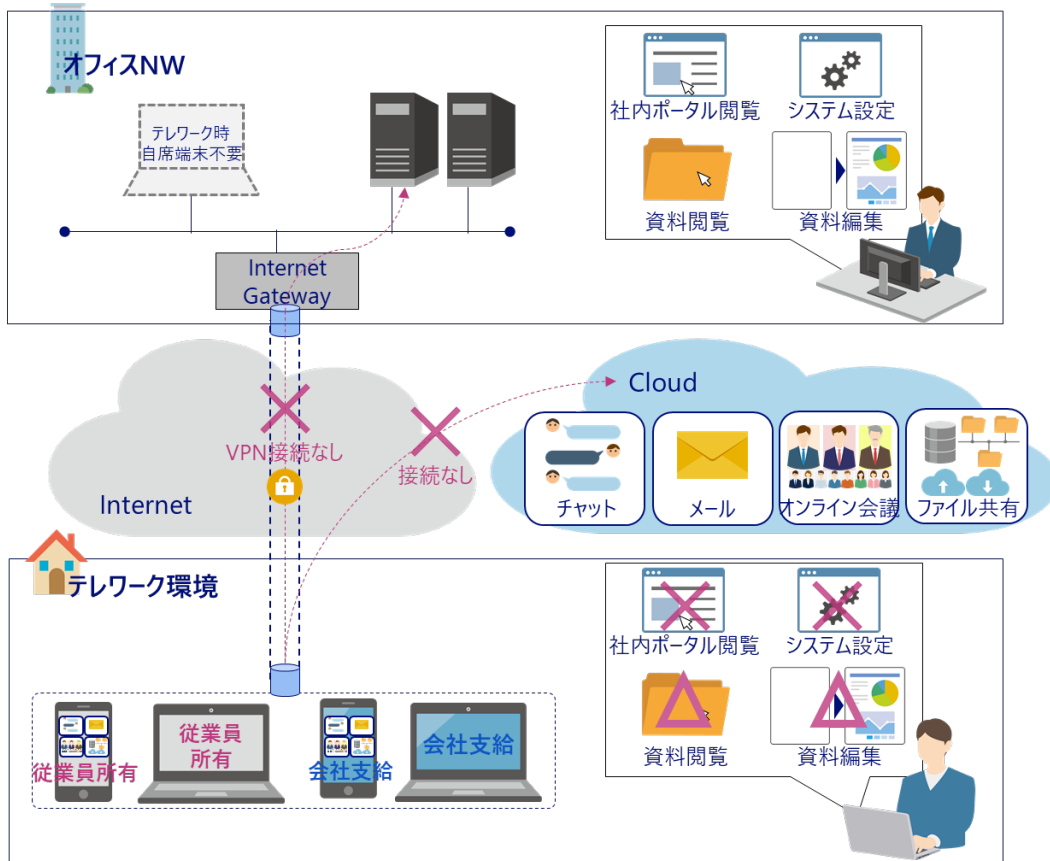 オフィスNW
テレワーク時
自席端末不要
社内ポータル閲覧
システム設定
資料閲覧
資料編集
Internet
Gateway
Cloud
VPN接続なし
接続なし
Internet
チャット
メール
オンライン会議
ファイル共有
テレワーク環境
社内ポータル閲覧
システム設定
資料閲覧
資料編集
従業員所有
従業員
所有
会社支給
会社支給